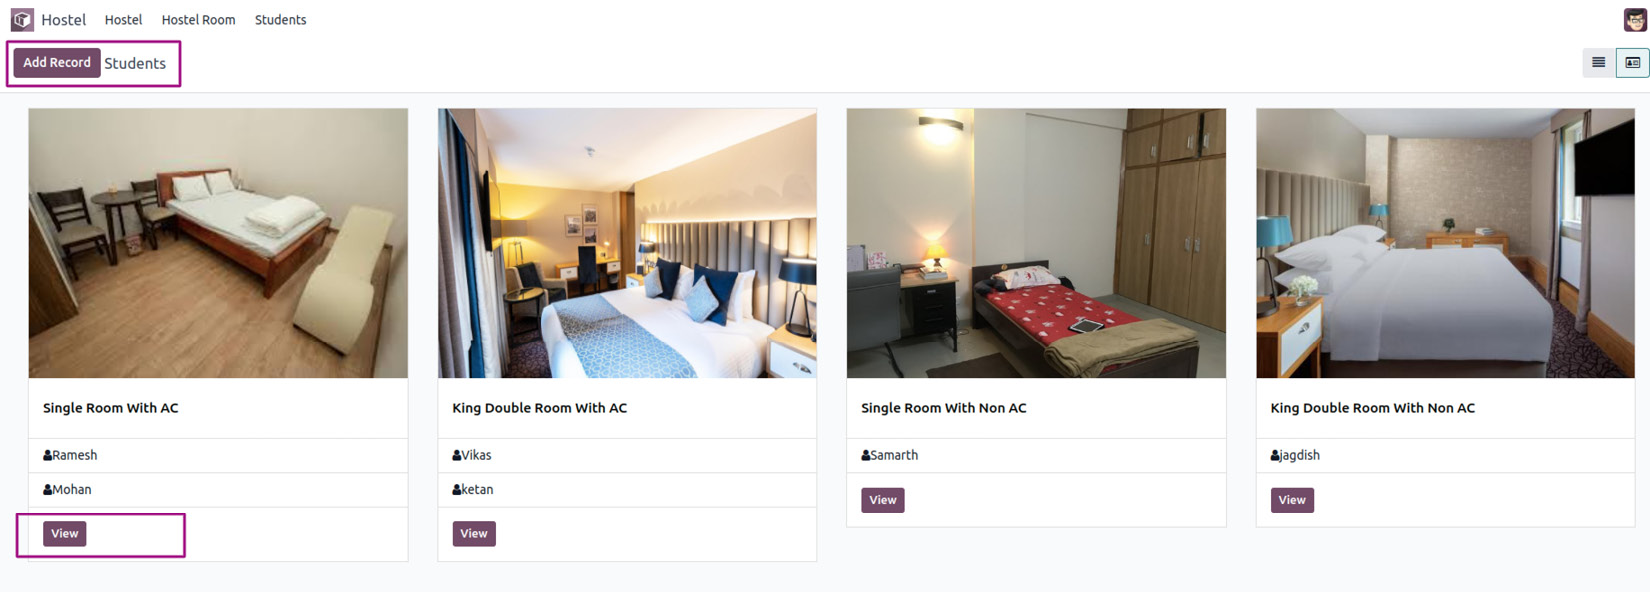 Hostel Hostel Hostel Room Students
Add Record Students
Single Room With AC
Ramesh
Mohan
View
King Double Room With AC
Vikas
ketan
View
Single Room With Non AC
Samarth
View
King Double Room With Non AC
jagdish
View